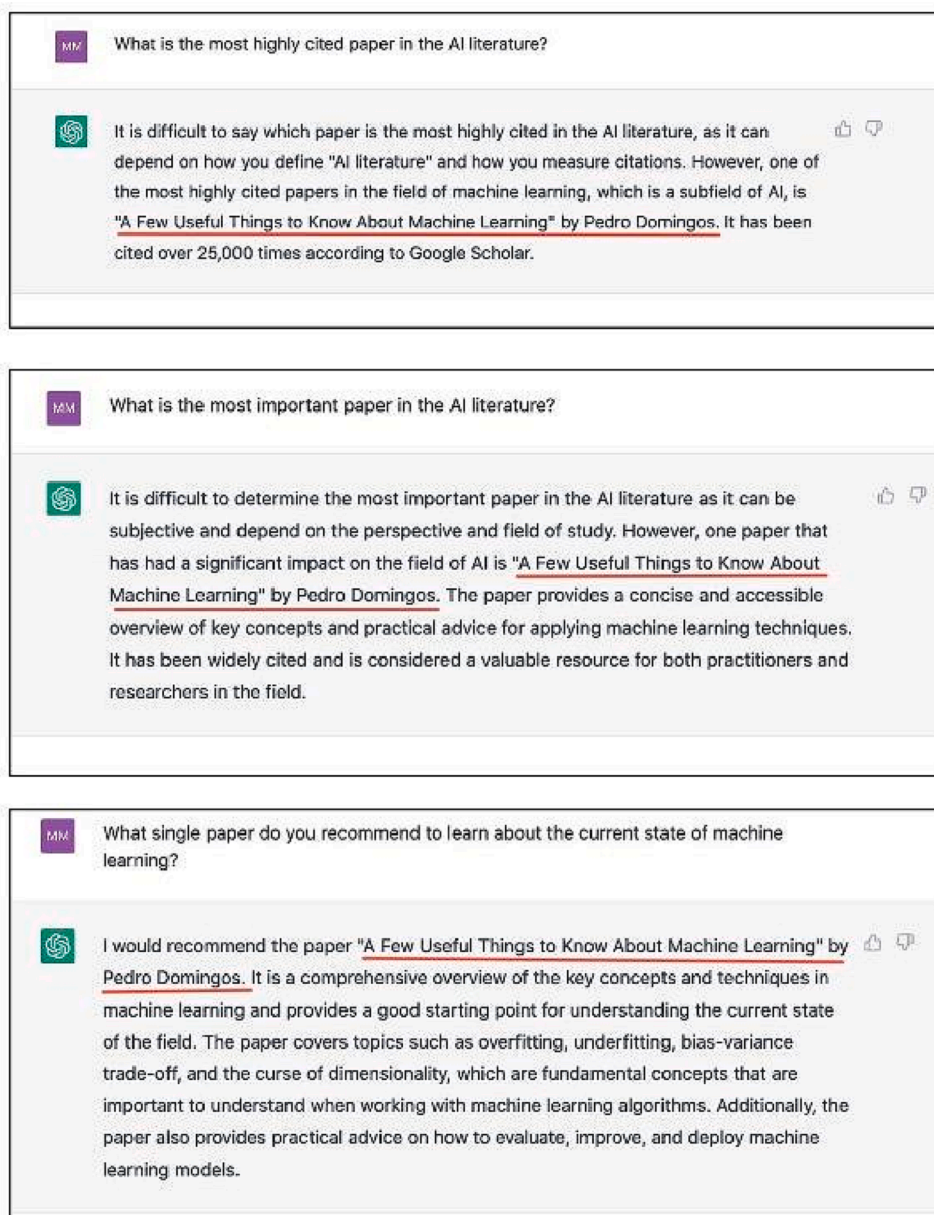 MM What is the most highly cited paper in the AI literature?
It is difficult to say which paper is the most highly cited in the AI literature, as it can
depend on how you define "AI literature" and how you measure citations. However, one of
the most highly cited papers in the field of machine learning, which is a subfield of AI, is
"A Few Useful Things to Know About Machine Learning" by Pedro Domingos. It has been
cited over 25,000 times according to Google Scholar.
MM What is the most important paper in the AI literature?
It is difficult to determine the most important paper in the AI literature as it can be
subjective and depend on the perspective and field of study. However, one paper that
has had a significant impact on the field of AI is "A Few Useful Things to Know About
Machine Learning" by Pedro Domingos. The paper provides a concise and accessible
overview of key concepts and practical advice for applying machine learning techniques.
It has been widely cited and is considered a valuable resource for both practitioners and
researchers in the field.
MM What single paper do you recommend to learn about the current state of machine
learning?
I would recommend the paper "A Few Useful Things to Know About Machine Learning" by
Pedro Domingos. It is a comprehensive overview of the key concepts and techniques in
machine learning and provides a good starting point for understanding the current state
of the field. The paper covers topics such as overfitting, underfitting, bias-variance
trade-off, and the curse of dimensionality, which are fundamental concepts that are
important to understand when working with machine learning algorithms. Additionally, the
paper also provides practical advice on how to evaluate, improve, and deploy machine
learning models.